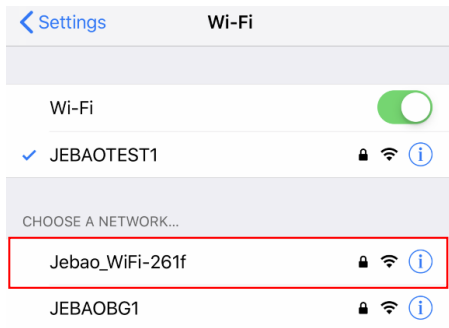 Settings Wi-Fi
Wi-Fi
JEBAOTEST1
CHOOSE A NETWORK...
Jebao_WiFi-261f
JEBAOBG1